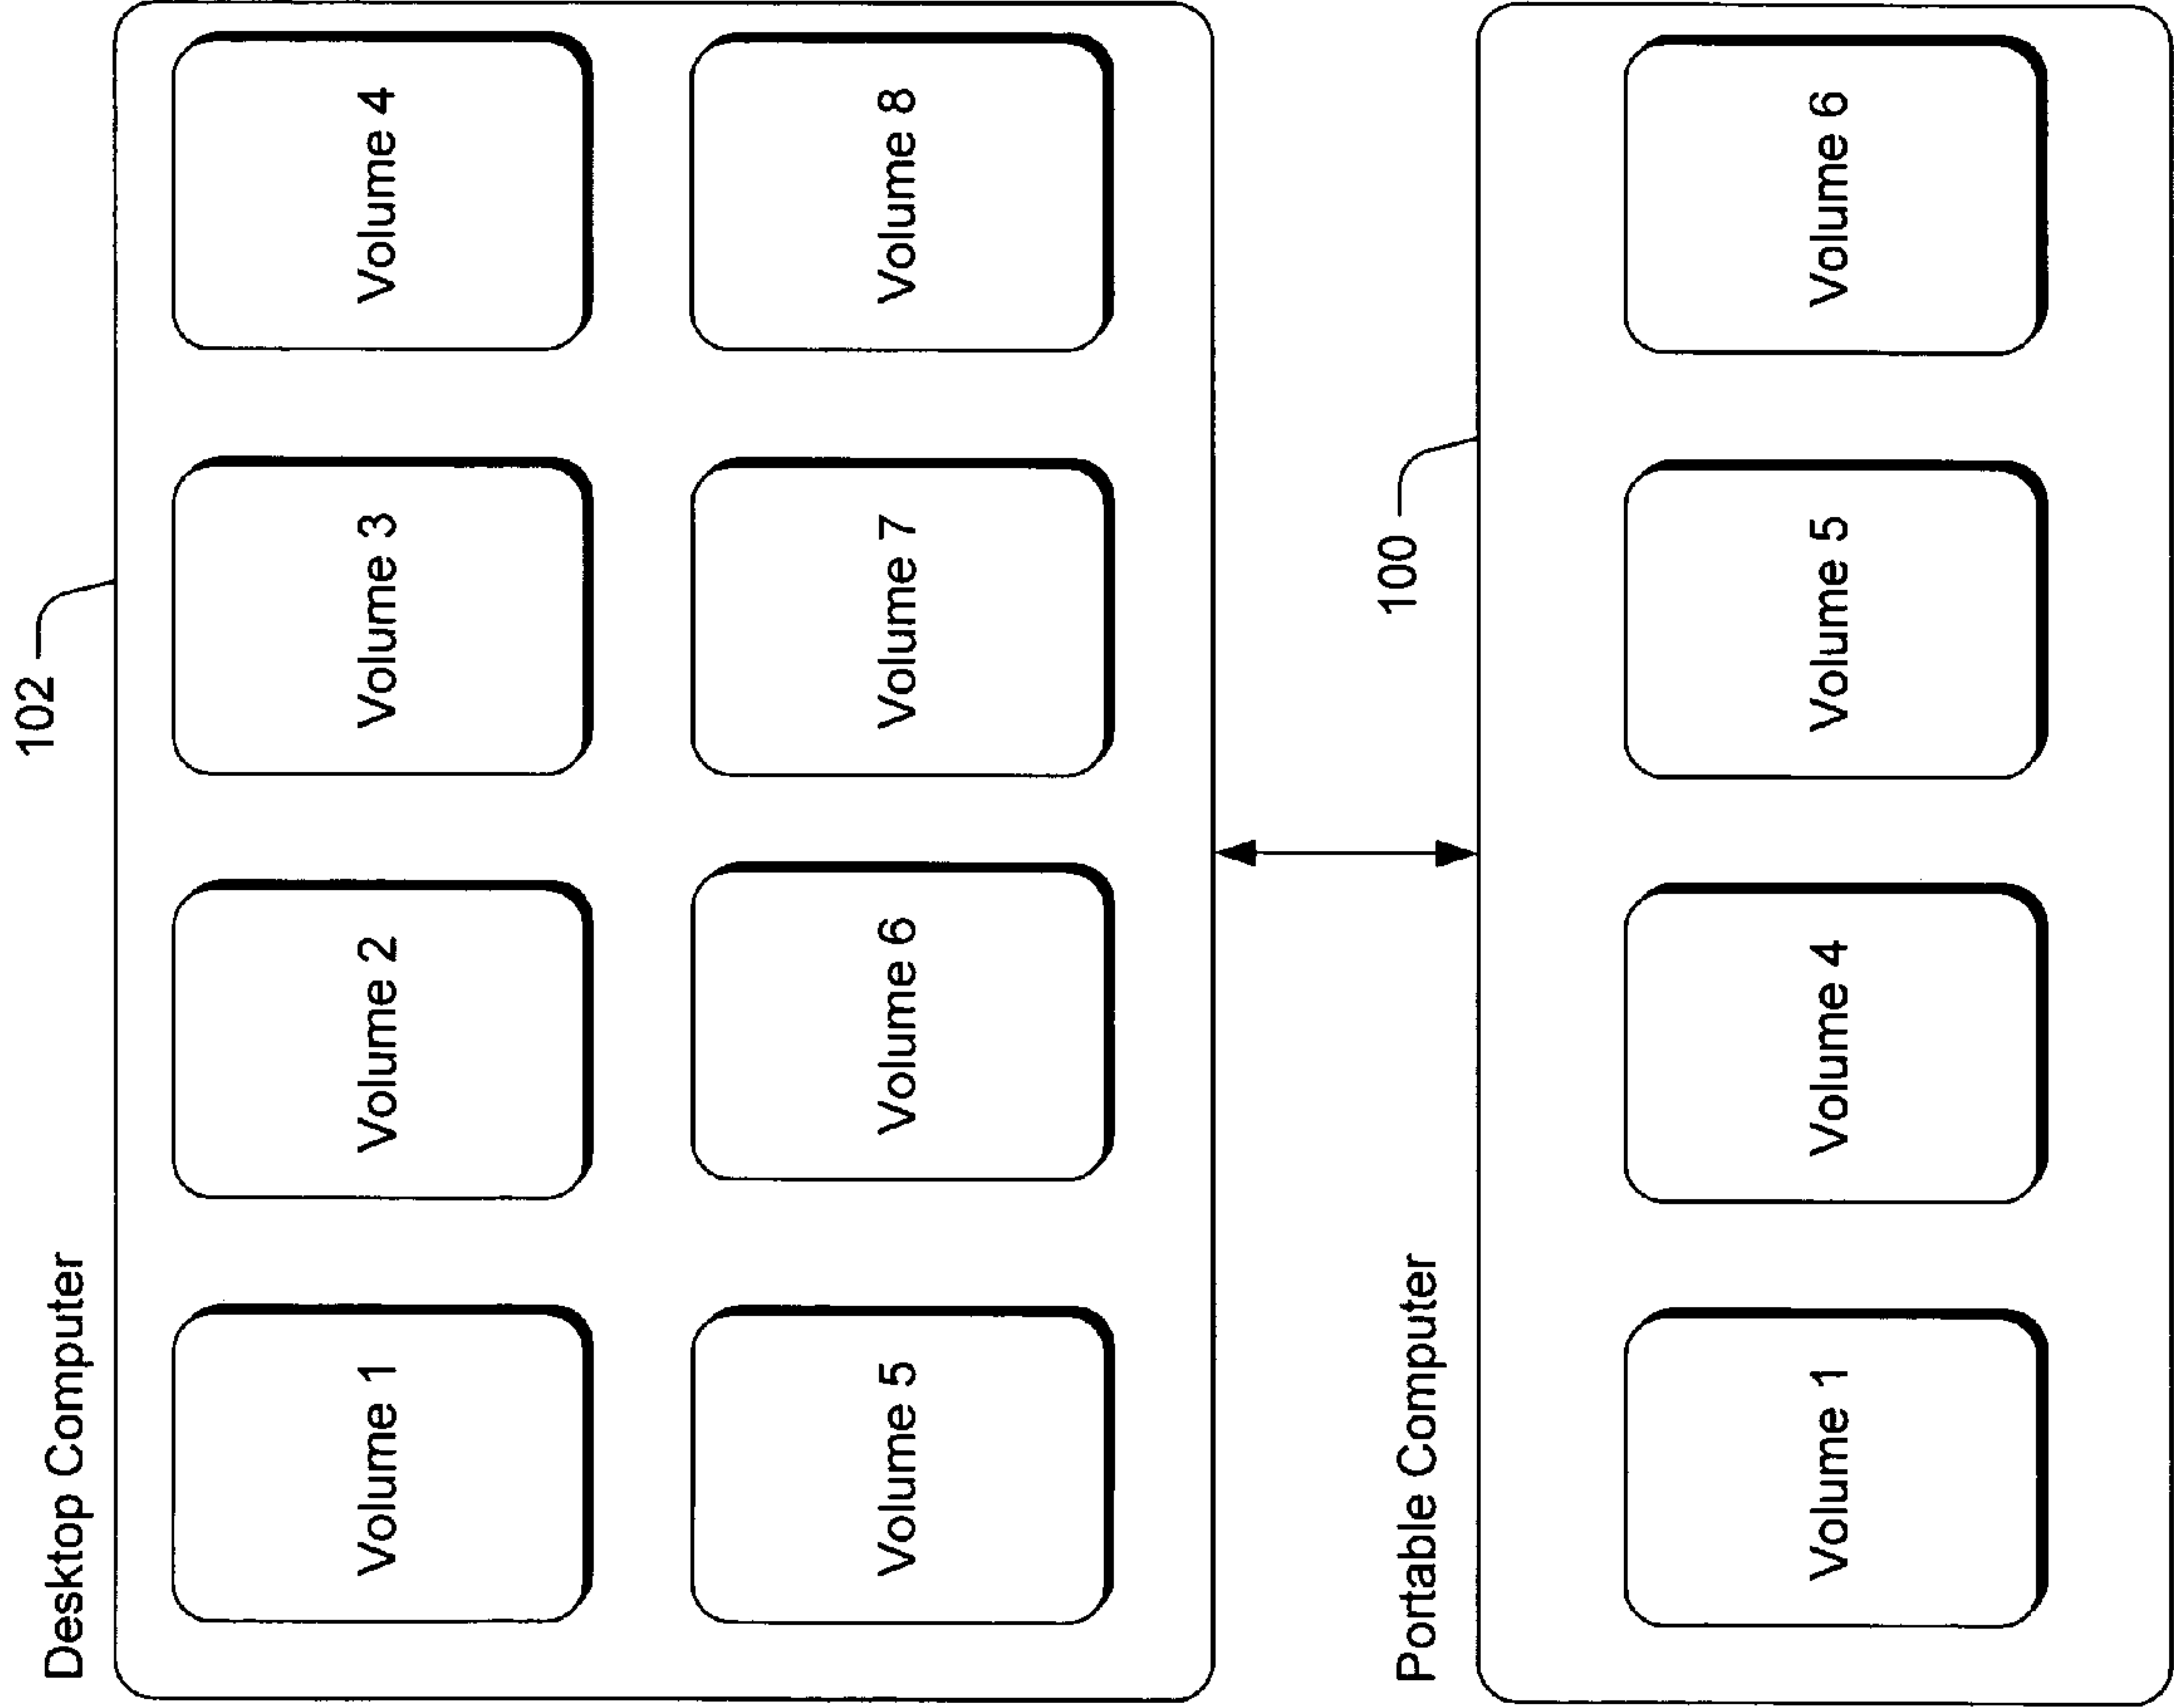 102
Desktop Computer
Volume 1
Volume 2
Volume 3
Volume 4
Volume 5
Volume 6
Volume 7
Volume 8
100
Portable Computer
Volume 1
Volume 4
Volume 5
Volume 6